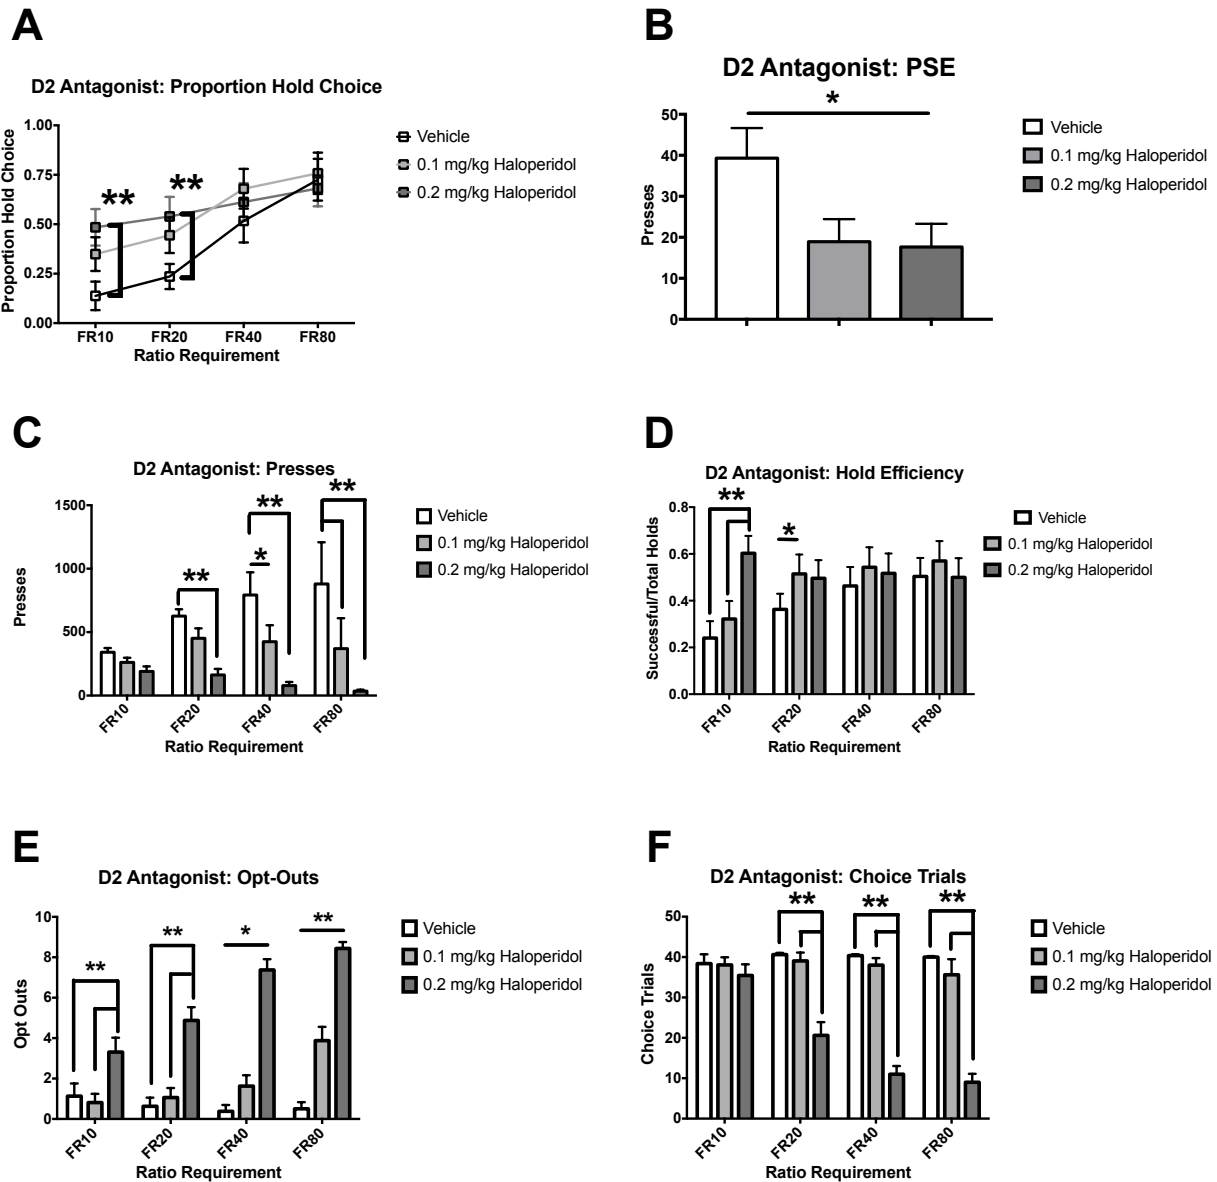 A
D2 Antagonist: Proportion Hold Choice
Proportion Hold Choice
1.00
0.75
0.50
0.25
0.00
**
**
FR10
FR20
FR40
FR80
Ratio Requirement
Vehicle
0.1 mg/kg Haloperidol
0.2 mg/kg Haloperidol
B
D2 Antagonist: PSE
Presses
50
40
30
20
10
0
*
Vehicle
0.1 mg/kg Haloperidol
0.2 mg/kg Haloperidol
C
D2 Antagonist: Presses
Presses
1500
1000
500
0
**
**
*
**
FR10
FR20
FR40
FR80
Ratio Requirement
Vehicle
0.1 mg/kg Haloperidol
0.2 mg/kg Haloperidol
D
D2 Antagonist: Hold Efficiency
Successful/Total Holds
0.8
0.6
0.4
0.2
0.0
**
*
FR10
FR20
FR40
FR80
Ratio Requirement
Vehicle
0.1 mg/kg Haloperidol
0.2 mg/kg Haloperidol
E
D2 Antagonist: Opt-Outs
Opt Outs
10
8
6
4
2
0
**
**
*
**
FR10
FR20
FR40
FR80
Ratio Requirement
Vehicle
0.1 mg/kg Haloperidol
0.2 mg/kg Haloperidol
F
D2 Antagonist: Choice Trials
Choice Trials
50
40
30
20
10
0
**
**
**
FR10
FR20
FR40
FR80
Ratio Requirement
Vehicle
0.1 mg/kg Haloperidol
0.2 mg/kg Haloperidol